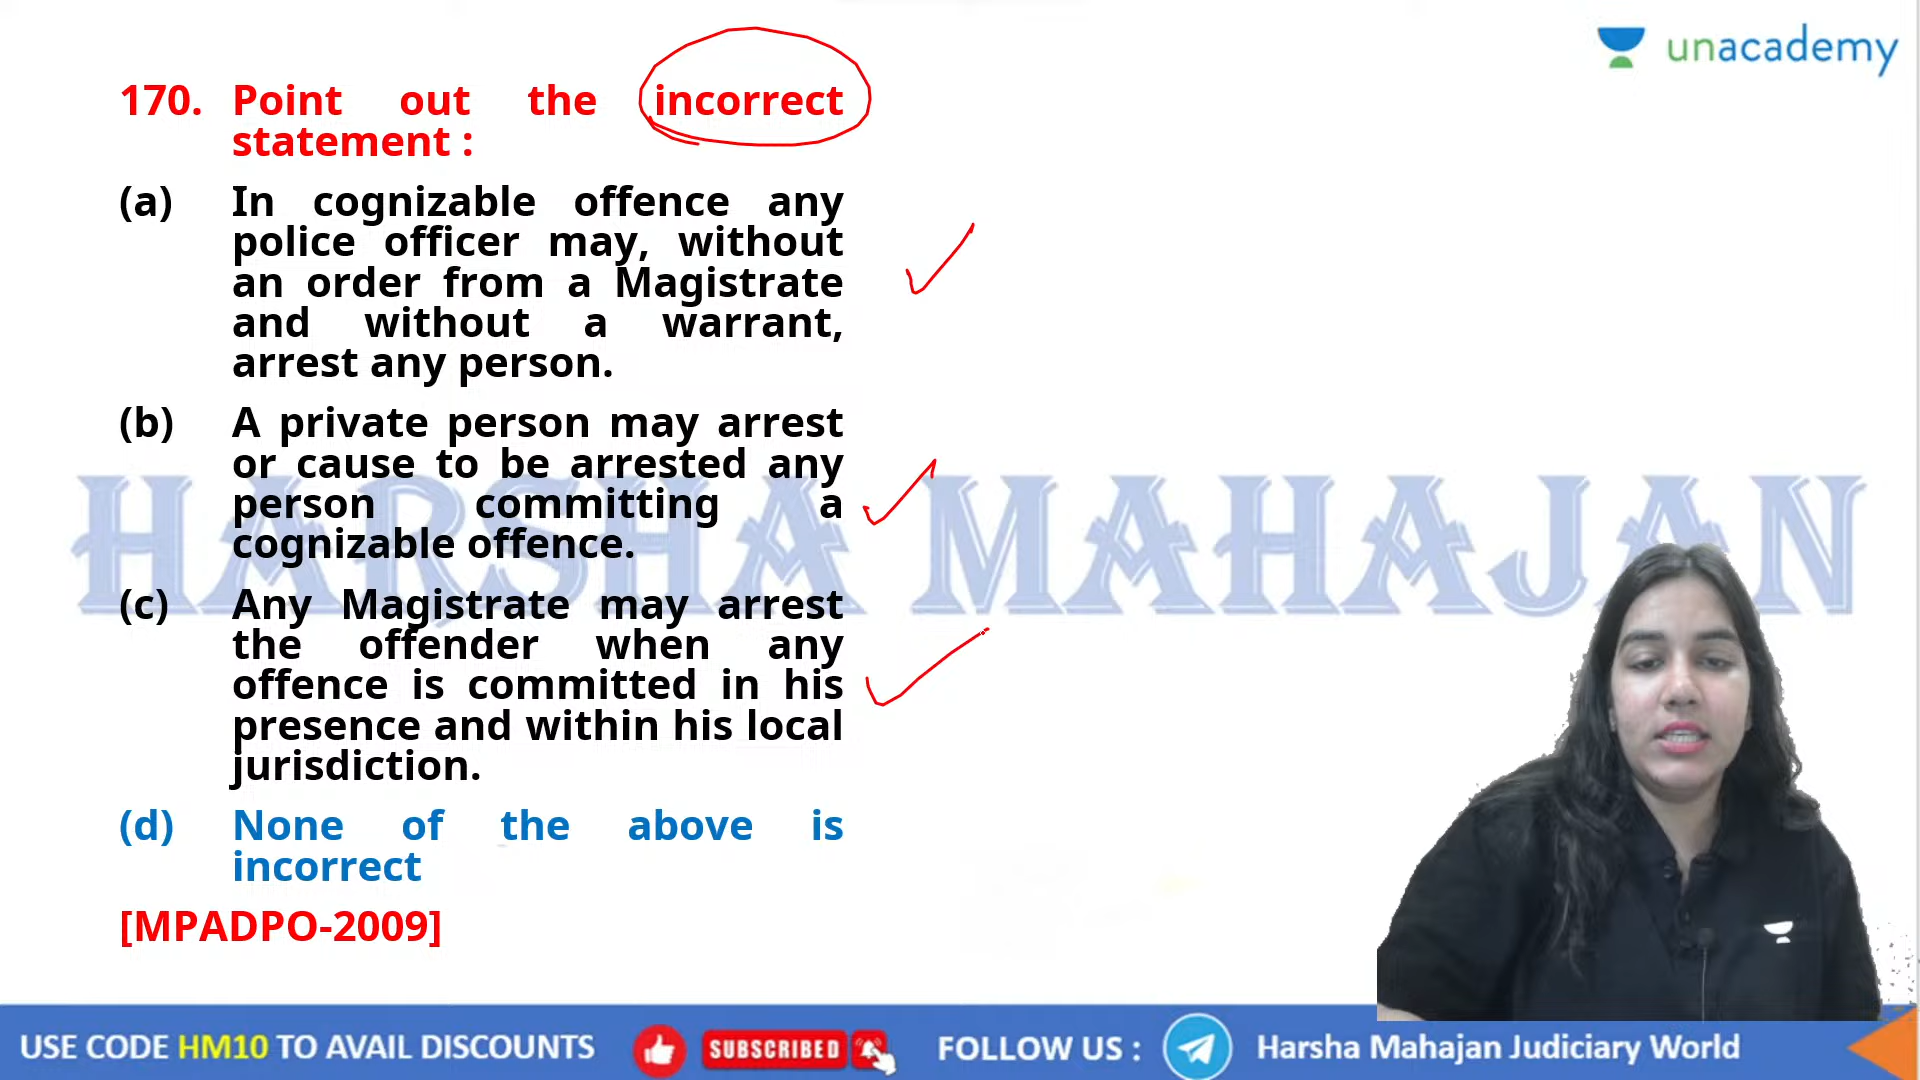 unacademy
170. Point out the incorrect
statement :
(a) In cognizable offence any
police officer may, without
an order from a Magistrate
and without a warrant,
arrest any person.
(b) A private person may arrest
or cause to be arrested any
person committing a
cognizable offence.
HARSHA MAHAJAN
(c) Any Magistrate may arrest
the offender when any
offence is committed in his
presence and within his local
jurisdiction.
(d) None of the above is
incorrect
[MPADPO-2009]
USE CODE HM10 TO AVAIL DISCOUNTS SUBSCRIBED FOLLOW US : Harsha Mahajan Judiciary World